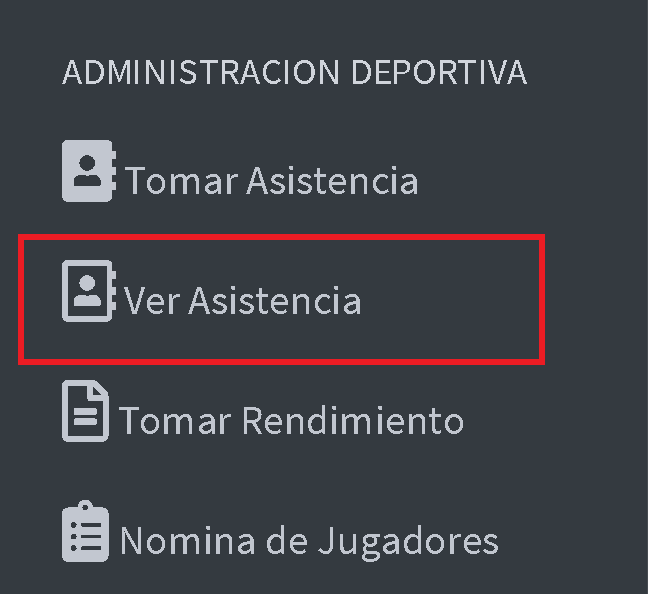 ADMINISTRACION DEPORTIVA
Tomar Asistencia
Ver Asistencia
Tomar Rendimiento
Nomina de Jugadores